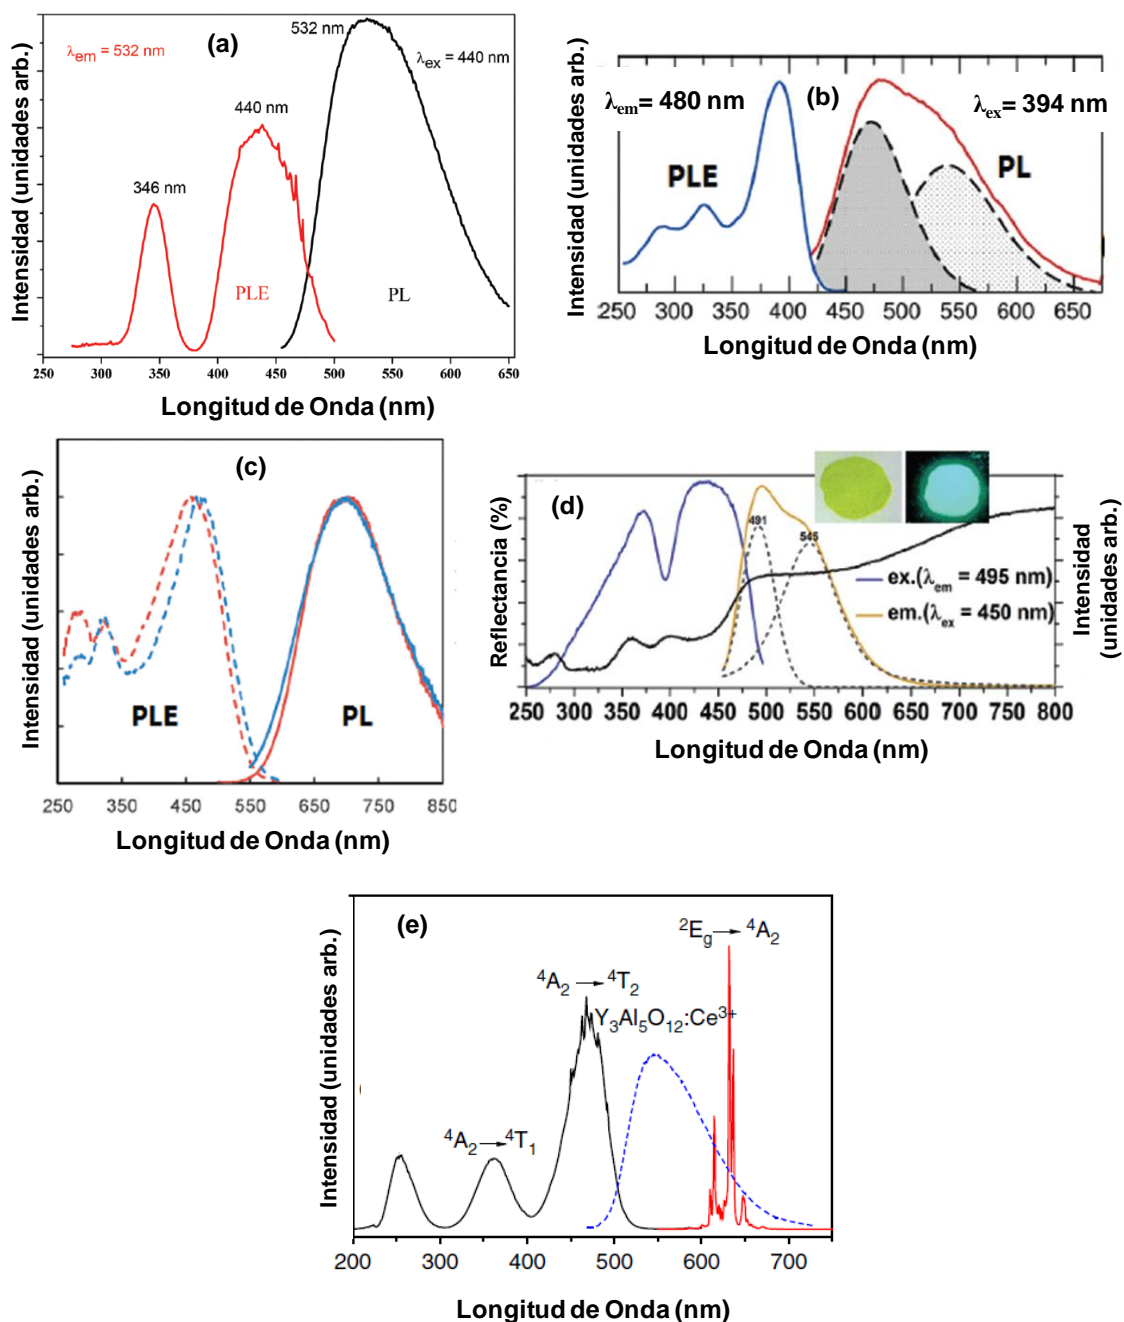 (a)
532 nm
λem = 532 nm
λex = 440 nm
440 nm
346 nm
PLE
PL
Intensidad (unidades arb.)
250 300 350 400 450 500 550 600 650
Longitud de Onda (nm)
(b)
λem= 480 nm
λex= 394 nm
PLE
PL
Intensidad (unidades arb.)
250 300 350 400 450 500 550 600 650
Longitud de Onda (nm)
(c)
PLE
PL
Intensidad (unidades arb.)
250 350 450 550 650 750 850
Longitud de Onda (nm)
(d)
491
545
ex.(λem = 495 nm)
em.(λex = 450 nm)
Reflectancia (%)
Intensidad
(unidades arb.)
250 300 350 400 450 500 550 600 650 700 750 800
Longitud de Onda (nm)
(e)
²Eg → ⁴A₂
⁴A₂ → ⁴T₂
Y₃Al₅O₁₂:Ce³⁺
⁴A₂ → ⁴T₁
Intensidad (unidades arb.)
200 300 400 500 600 700
Longitud de Onda (nm)